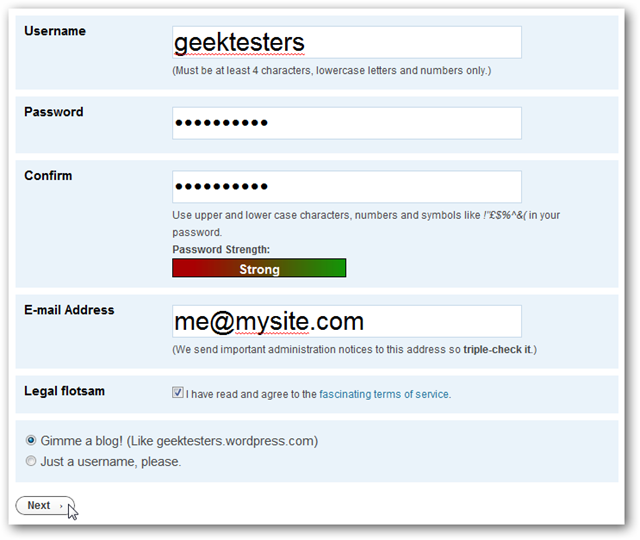 Username
geektesters
(Must be at least 4 characters, lowercase letters and numbers only.)
Password
••••••••••
Confirm
••••••••••
Use upper and lower case characters, numbers and symbols like !"£$%^&( in your
password.
Password Strength:
Strong
E-mail Address
me@mysite.com
(We send important administration notices to this address so triple-check it.)
Legal flotsam
I have read and agree to the fascinating terms of service.
Gimme a blog! (Like geektesters.wordpress.com)
Just a username, please.
Next ›